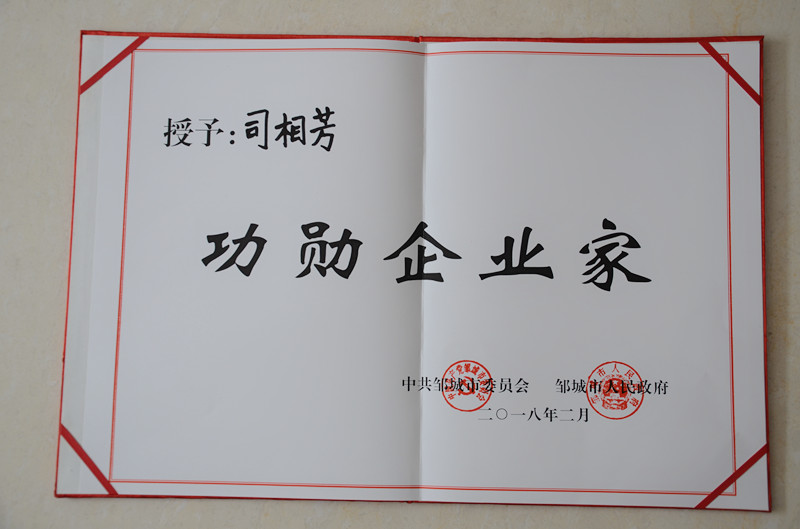 授予：司相芳
功勋企业家
中共邹城市委员会 邹城市人民政府
二〇一八年二月